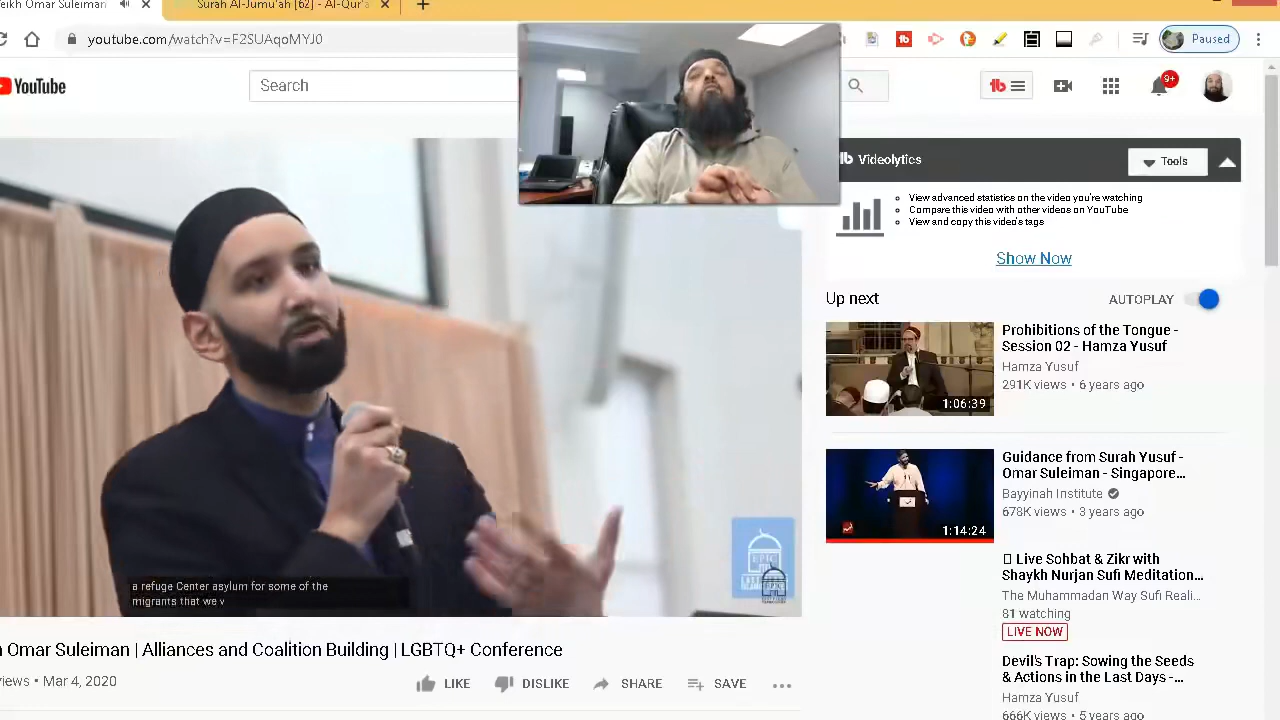 eikh Omar Suleiman
Surah Al-Jumu'ah [62] - Al-Qur'a
youtube.com/watch?v=F2SUAqoMYJ0
Paused
YouTube
Search
9+
Videolytics
Tools
View advanced statistics on the video you're watching
Compare this video with other videos on YouTube
View and copy this video's tags
Show Now
Up next
AUTOPLAY
Prohibitions of the Tongue -
Session 02 - Hamza Yusuf
Hamza Yusuf
291K views • 6 years ago
1:06:39
Guidance from Surah Yusuf -
Omar Suleiman - Singapore...
Bayyinah Institute
678K views • 3 years ago
1:14:24
Live Sohbat & Zikr with
Shaykh Nurjan Sufi Meditation...
The Muhammadan Way Sufi Reali...
81 watching
LIVE NOW
Devil's Trap: Sowing the Seeds
& Actions in the Last Days -...
Hamza Yusuf
666K views • 5 years ago
EPIC
a refuge Center asylum for some of the
migrants that we v
Omar Suleiman | Alliances and Coalition Building | LGBTQ+ Conference
iews • Mar 4, 2020
LIKE
DISLIKE
SHARE
SAVE